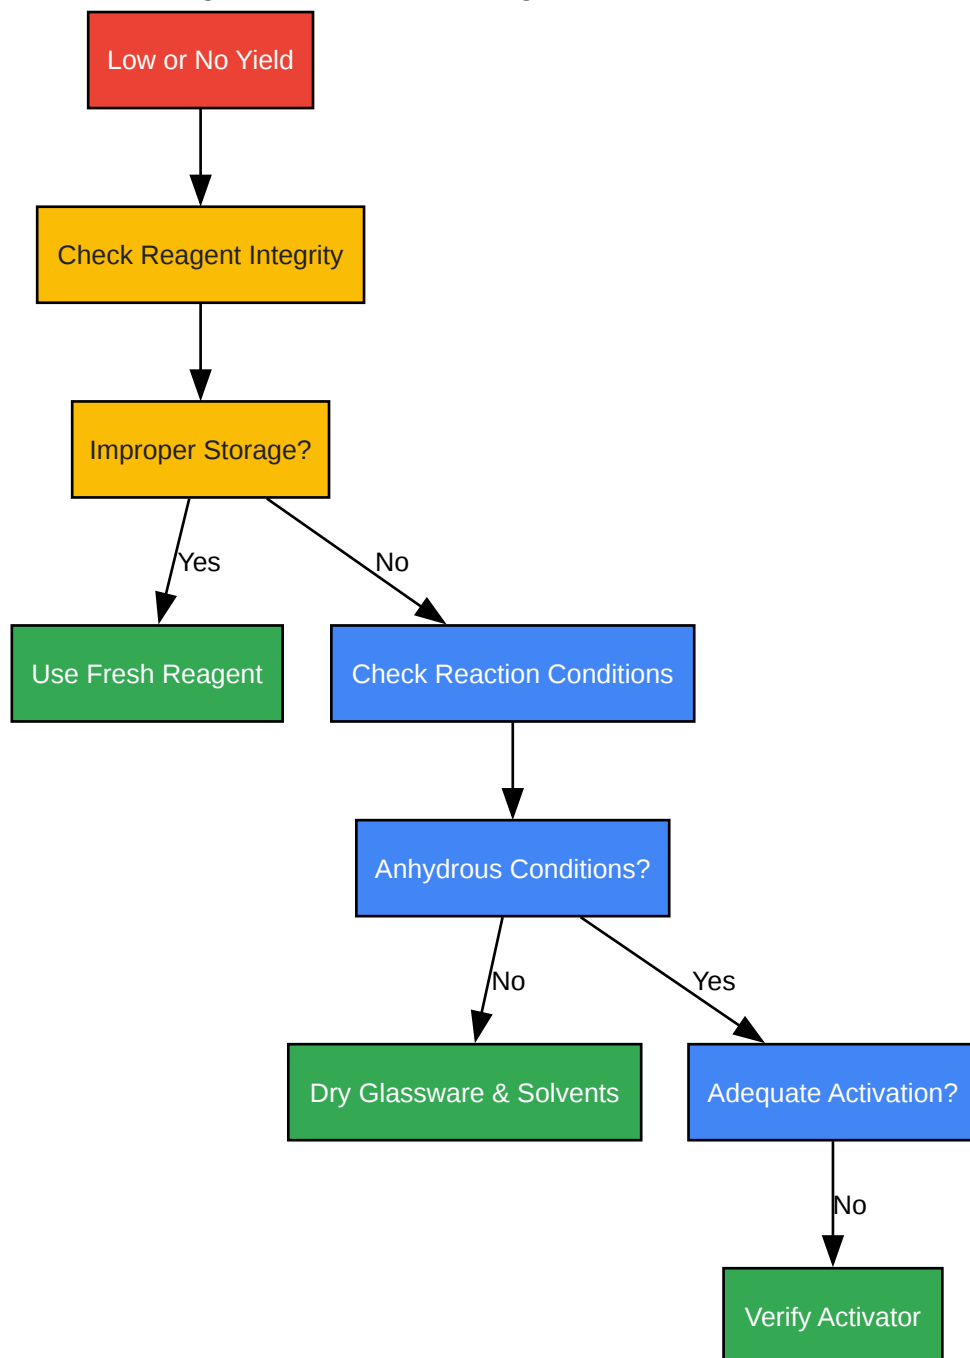 Low or No Yield
Check Reagent Integrity
Improper Storage?
Yes
No
Use Fresh Reagent
Check Reaction Conditions
Anhydrous Conditions?
No
Yes
Dry Glassware & Solvents
Adequate Activation?
No
Verify Activator